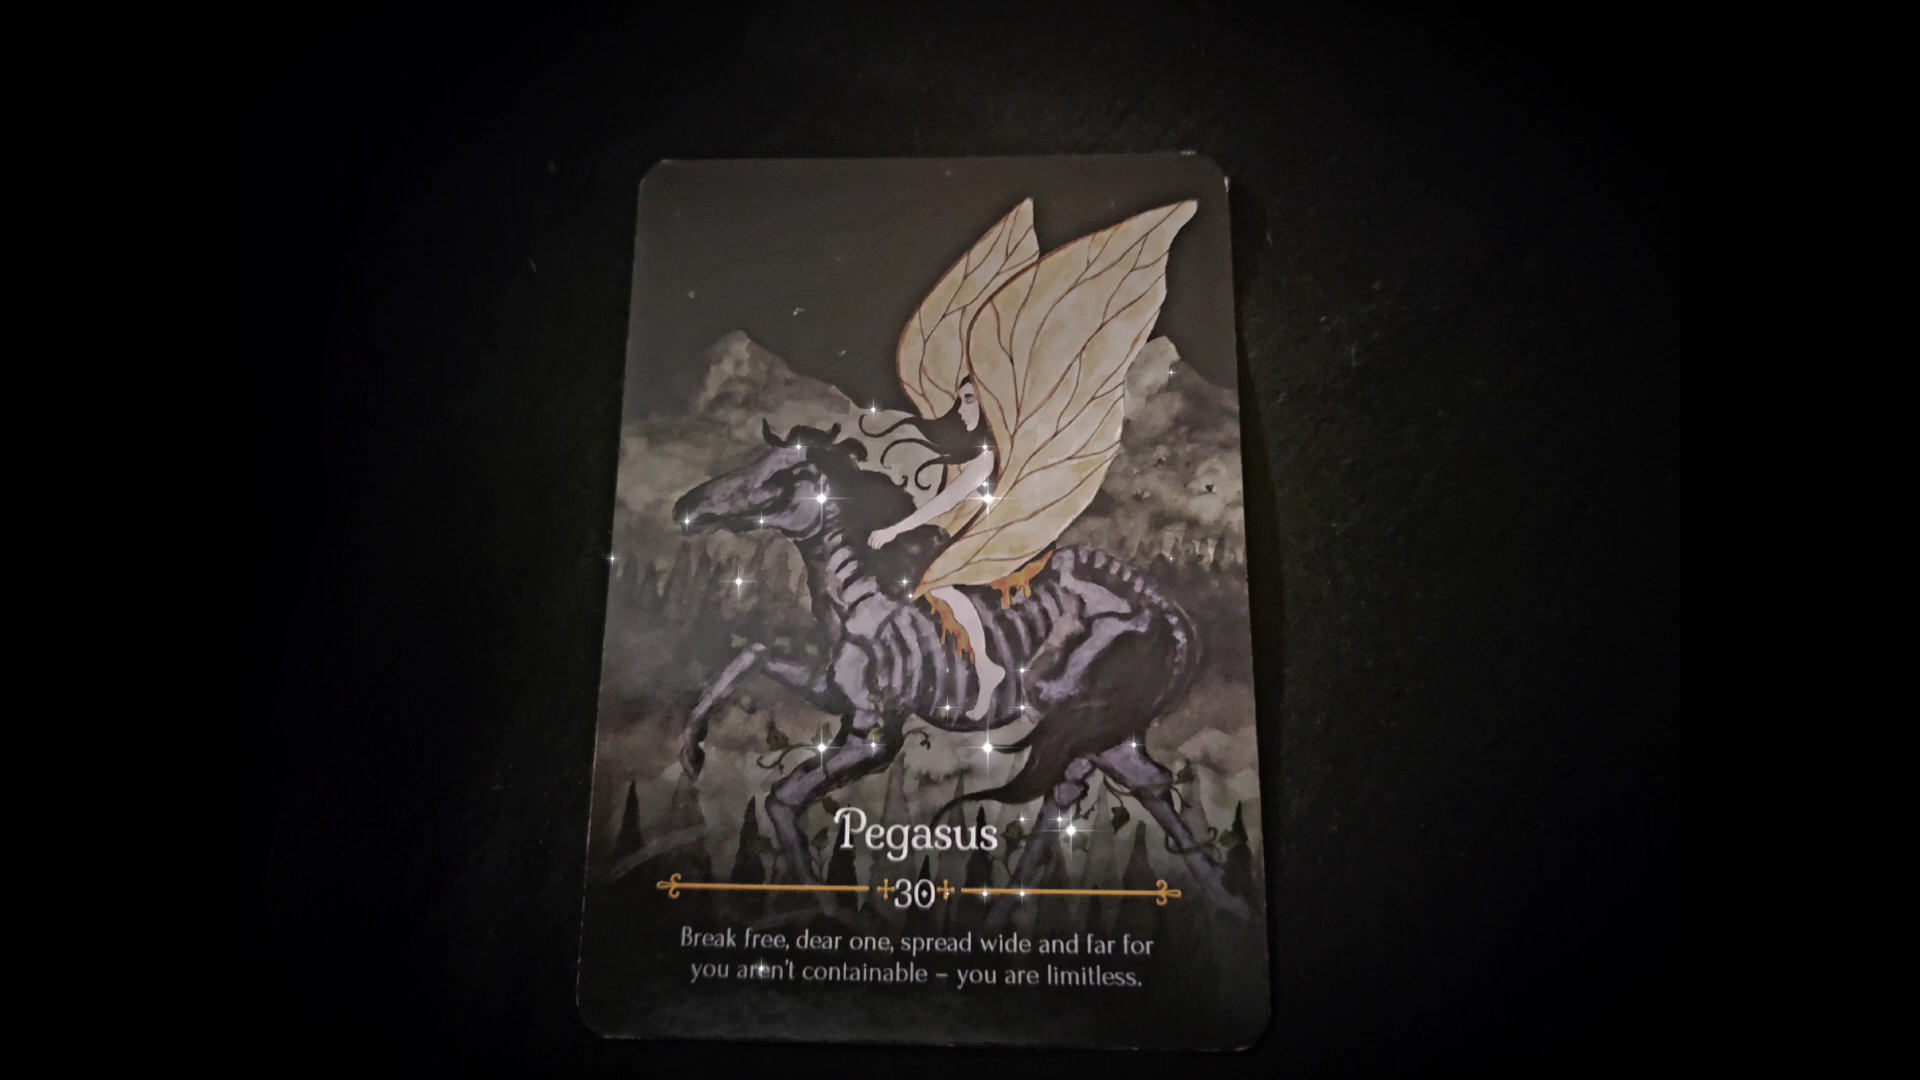 Pegasus
30
Break free, dear one, spread wide and far for
you aren't containable – you are limitless.